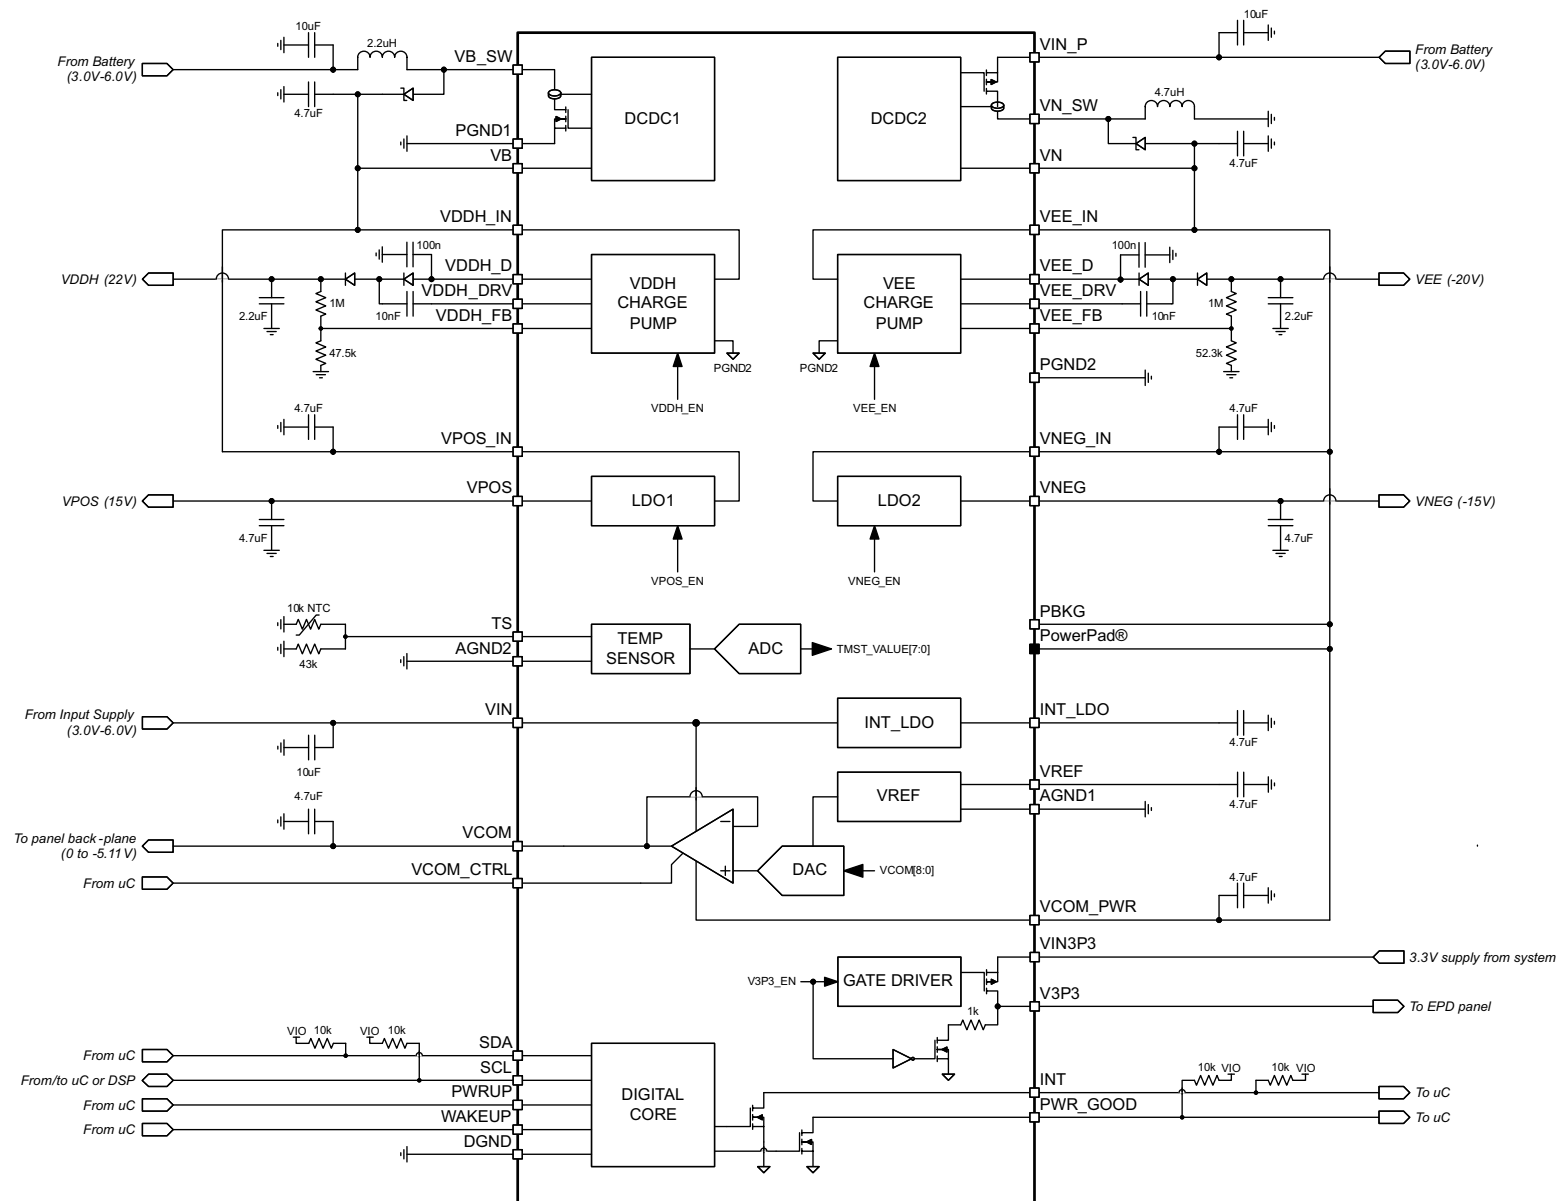 10uF
2.2uH
VB_SW
From Battery
(3.0V-6.0V)
4.7uF
PGND1
VB
DCDC1
DCDC2
VIN_P
10uF
From Battery
(3.0V-6.0V)
4.7uH
VN_SW
VN
4.7uF
VDDH_IN
100n
VDDH_D
VDDH (22V)
VDDH_DRV
1M
2.2uF
10nF
VDDH_FB
47.5k
VDDH
CHARGE
PUMP
PGND2
VDDH_EN
VEE
CHARGE
PUMP
PGND2
VEE_EN
VEE_IN
100n
VEE_D
VEE (-20V)
VEE_DRV
1M
10nF
2.2uF
VEE_FB
52.3k
PGND2
4.7uF
VPOS_IN
VPOS
VPOS (15V)
4.7uF
LDO1
VPOS_EN
LDO2
VNEG_EN
4.7uF
VNEG_IN
VNEG
VNEG (-15V)
4.7uF
10k NTC
TS
AGND2
43k
TEMP
SENSOR
ADC
TMST_VALUE[7:0]
PBKG
PowerPad®
From Input Supply
(3.0V-6.0V)
VIN
10uF
INT_LDO
INT_LDO
4.7uF
VREF
VREF
AGND1
4.7uF
4.7uF
To panel back-plane
(0 to -5.11V)
VCOM
VCOM_CTRL
From uC
−
+
DAC
VCOM[8:0]
4.7uF
VCOM_PWR
VIN3P3
3.3V supply from system
V3P3_EN
GATE DRIVER
V3P3
To EPD panel
1k
VIO
10k
VIO
10k
SDA
From uC
SCL
From/to uC or DSP
PWRUP
From uC
WAKEUP
From uC
DGND
DIGITAL
CORE
10k
VIO
10k
VIO
INT
To uC
PWR_GOOD
To uC